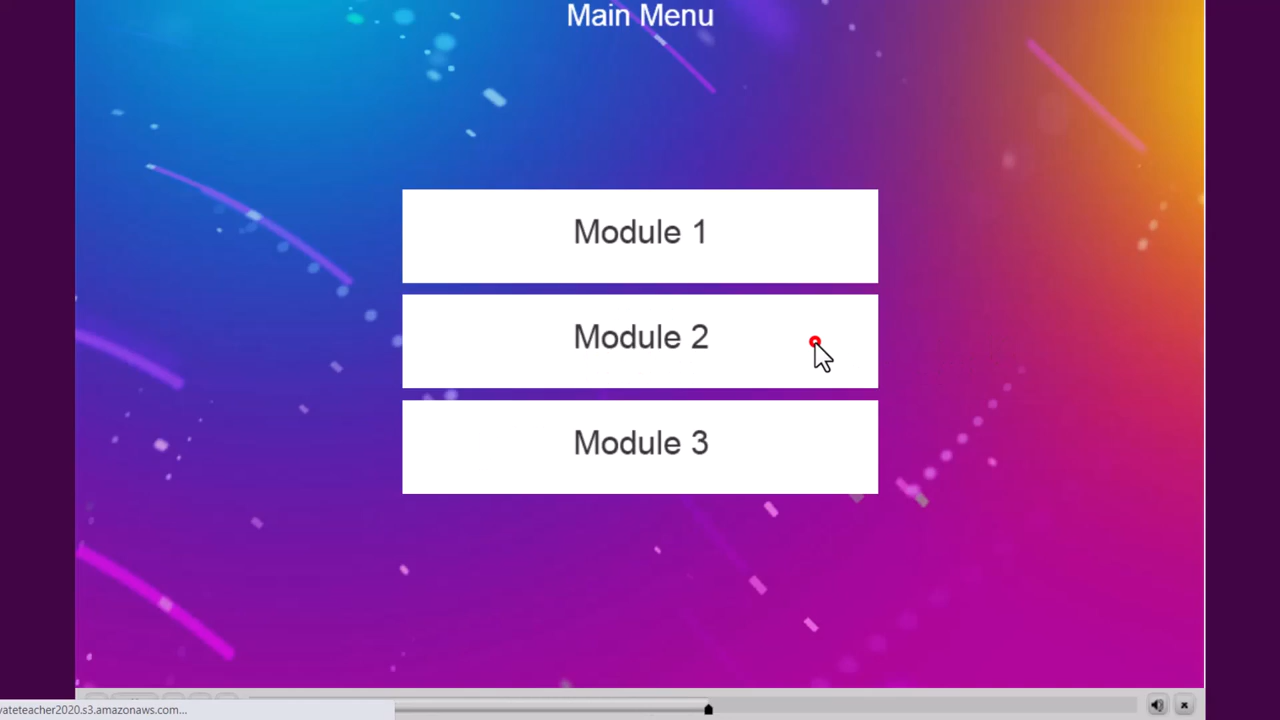 Main Menu
Module 1
Module 2
Module 3
vateteacher2020.s3.amazonaws.com...